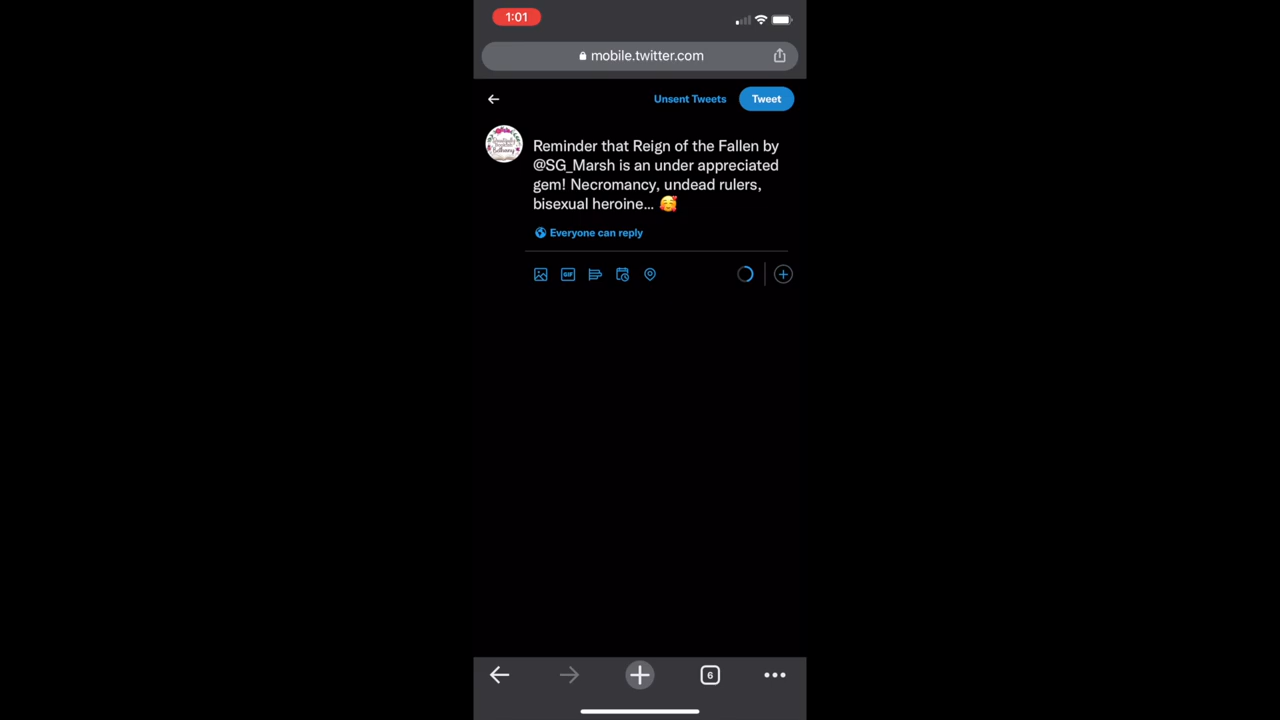 1:01
mobile.twitter.com
Unsent Tweets
Tweet
Reminder that Reign of the Fallen by
@SG_Marsh is an under appreciated
gem! Necromancy, undead rulers,
bisexual heroine... 🥰
Everyone can reply
GIF
6